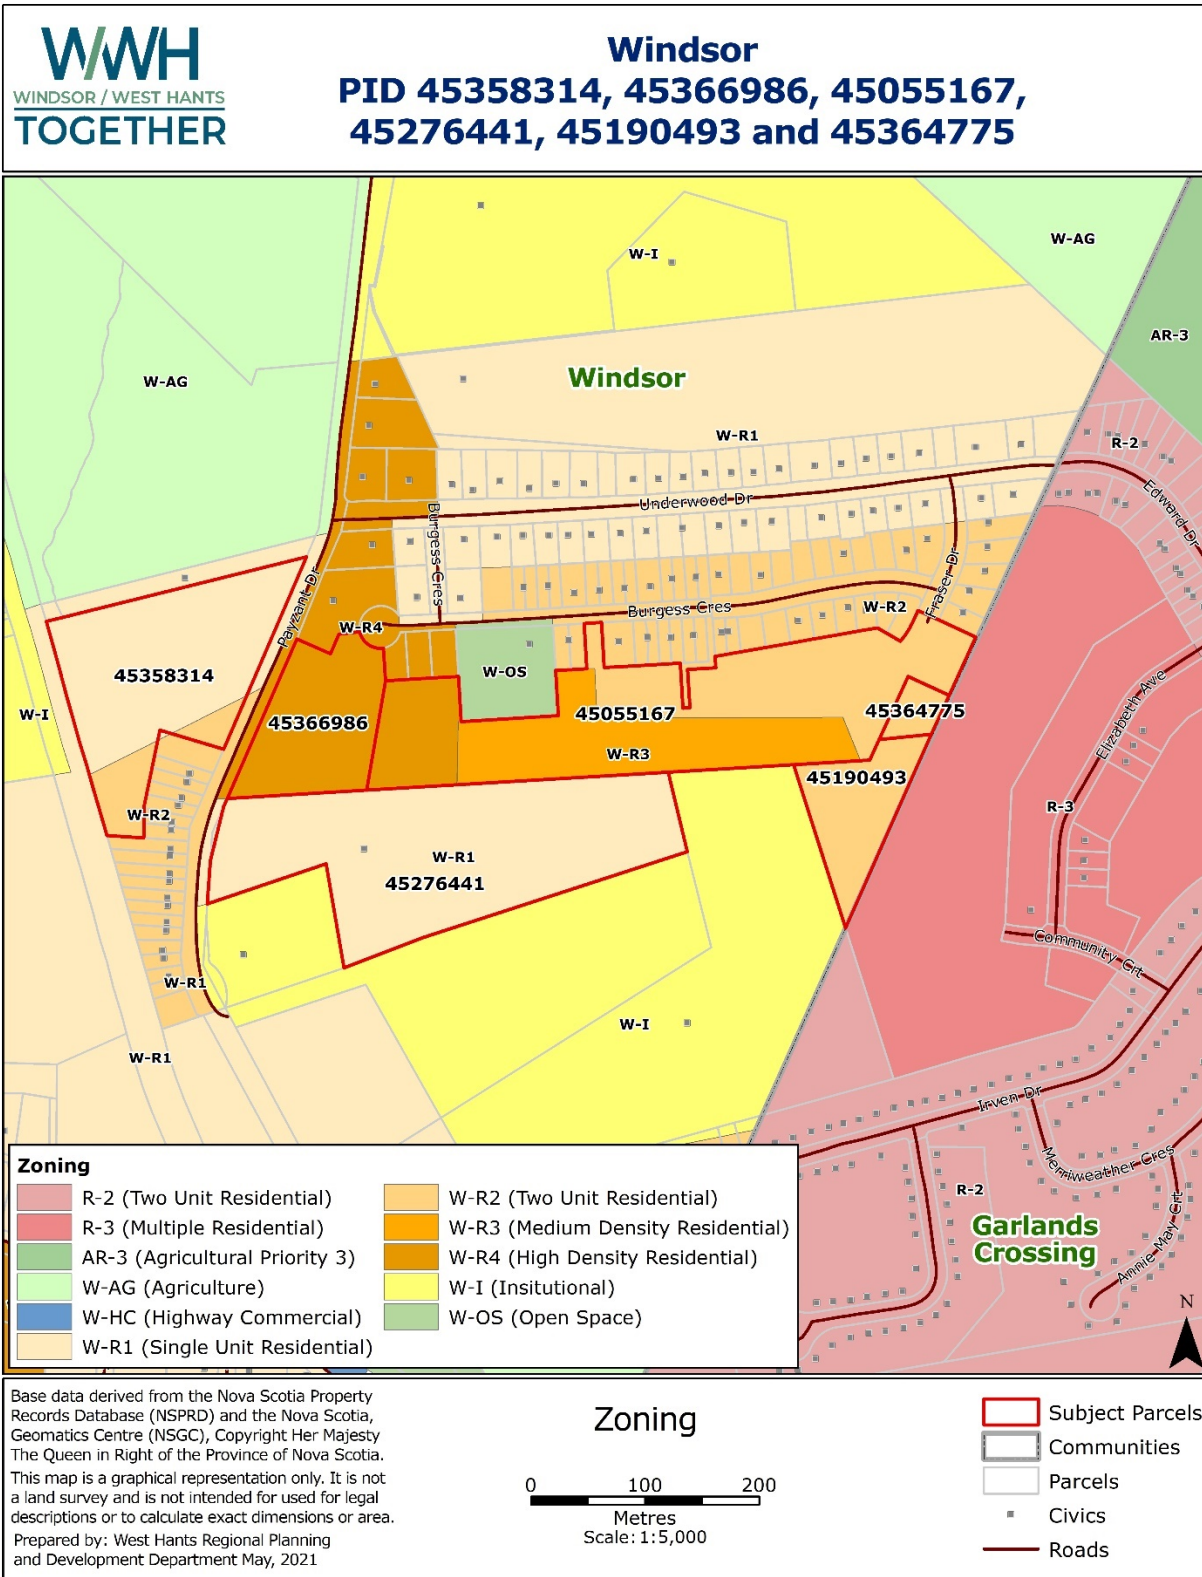 WWH
WINDSOR / WEST HANTS
TOGETHER
Windsor
PID 45358314, 45366986, 45055167,
45276441, 45190493 and 45364775
W-AG
W-I
AR-3
W-AG
Windsor
W-R1
R-2
Edward Dr
Underwood Dr
Burgess Cres
Fraser Dr
Payzant Dr
Burgess Cres
W-R2
W-R4
45358314
W-OS
W-I
45366986
45055167
45364775
Elizabeth Ave
W-R3
45190493
W-R2
R-3
W-R1
45276441
Community Crt
W-R1
W-I
W-R1
Irven Dr
Merriweather Cres
R-2
Garlands
Crossing
Annie May Crt
N
Zoning
R-2 (Two Unit Residential)
R-3 (Multiple Residential)
AR-3 (Agricultural Priority 3)
W-AG (Agriculture)
W-HC (Highway Commercial)
W-R1 (Single Unit Residential)
W-R2 (Two Unit Residential)
W-R3 (Medium Density Residential)
W-R4 (High Density Residential)
W-I (Insitutional)
W-OS (Open Space)
Base data derived from the Nova Scotia Property
Records Database (NSPRD) and the Nova Scotia,
Geomatics Centre (NSGC), Copyright Her Majesty
The Queen in Right of the Province of Nova Scotia.
This map is a graphical representation only. It is not
a land survey and is not intended for used for legal
descriptions or to calculate exact dimensions or area.
Prepared by: West Hants Regional Planning
and Development Department May, 2021
Zoning
0 100 200
Metres
Scale: 1:5,000
Subject Parcels
Communities
Parcels
Civics
Roads